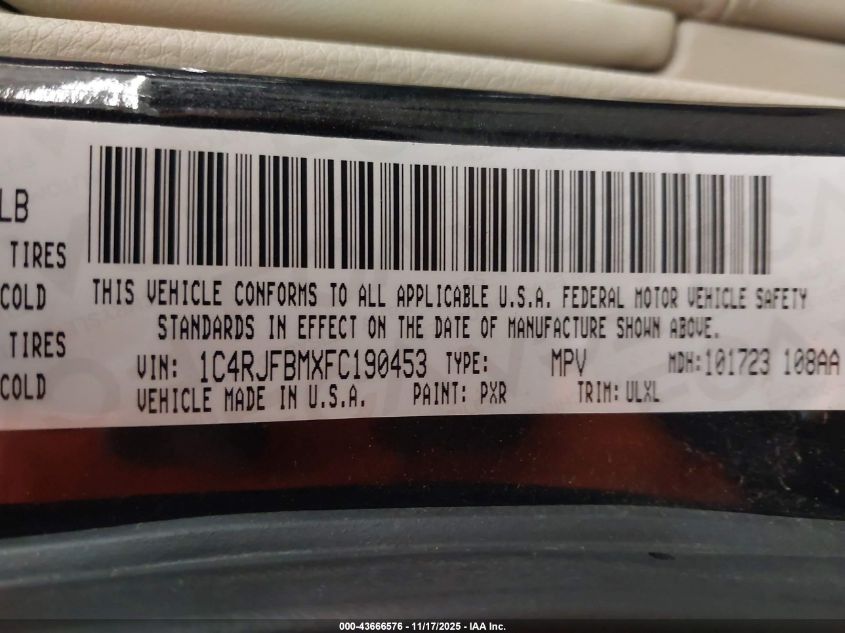 LB
TIRES
COLD
THIS VEHICLE CONFORMS TO ALL APPLICABLE U.S.A. FEDERAL MOTOR VEHICLE SAFETY
STANDARDS IN EFFECT ON THE DATE OF MANUFACTURE SHOWN ABOVE.
TIRES
VIN: 1C4RJFBMXFC190453 TYPE: MPV MDH: 101723 108AA
COLD
VEHICLE MADE IN U.S.A. PAINT: PXR TRIM: ULXL
000-43666576 - 11/17/2025 - IAA Inc.